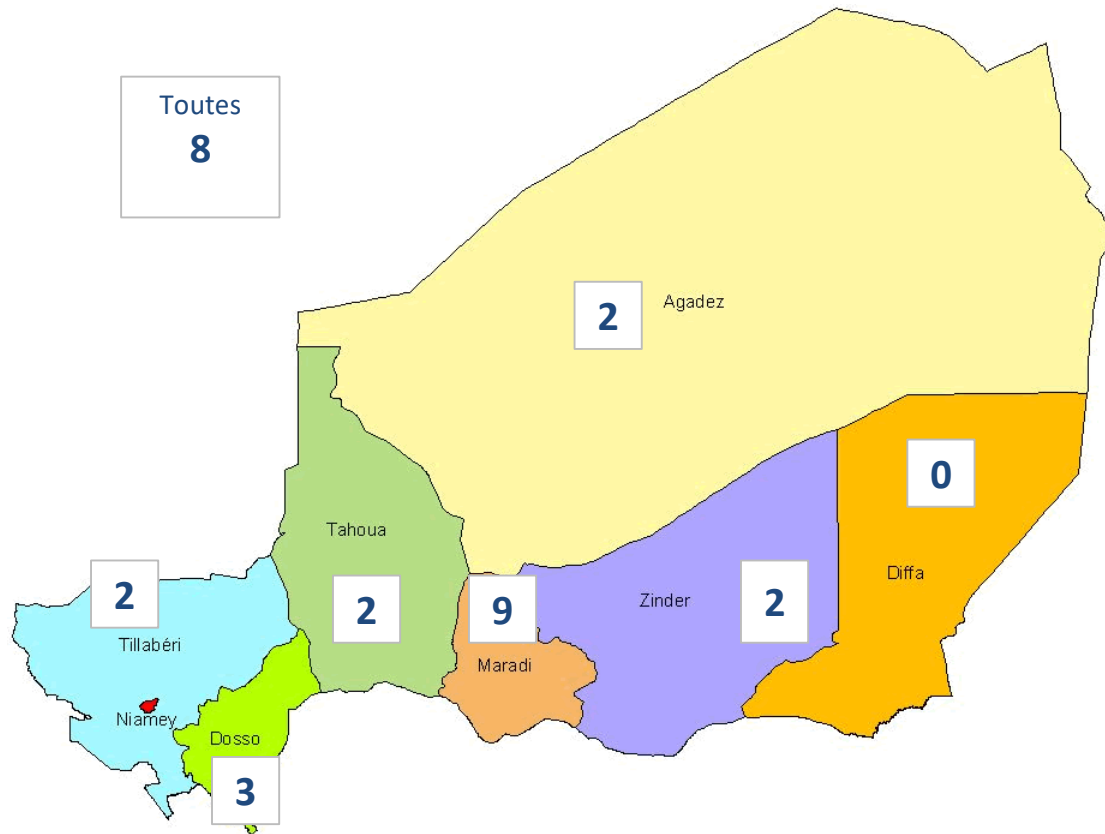 Toutes
8
2
Agadez
0
Tahoua
Diffa
2
2
9
Zinder
2
Tillabéri
Maradi
Niamey
Dosso
3